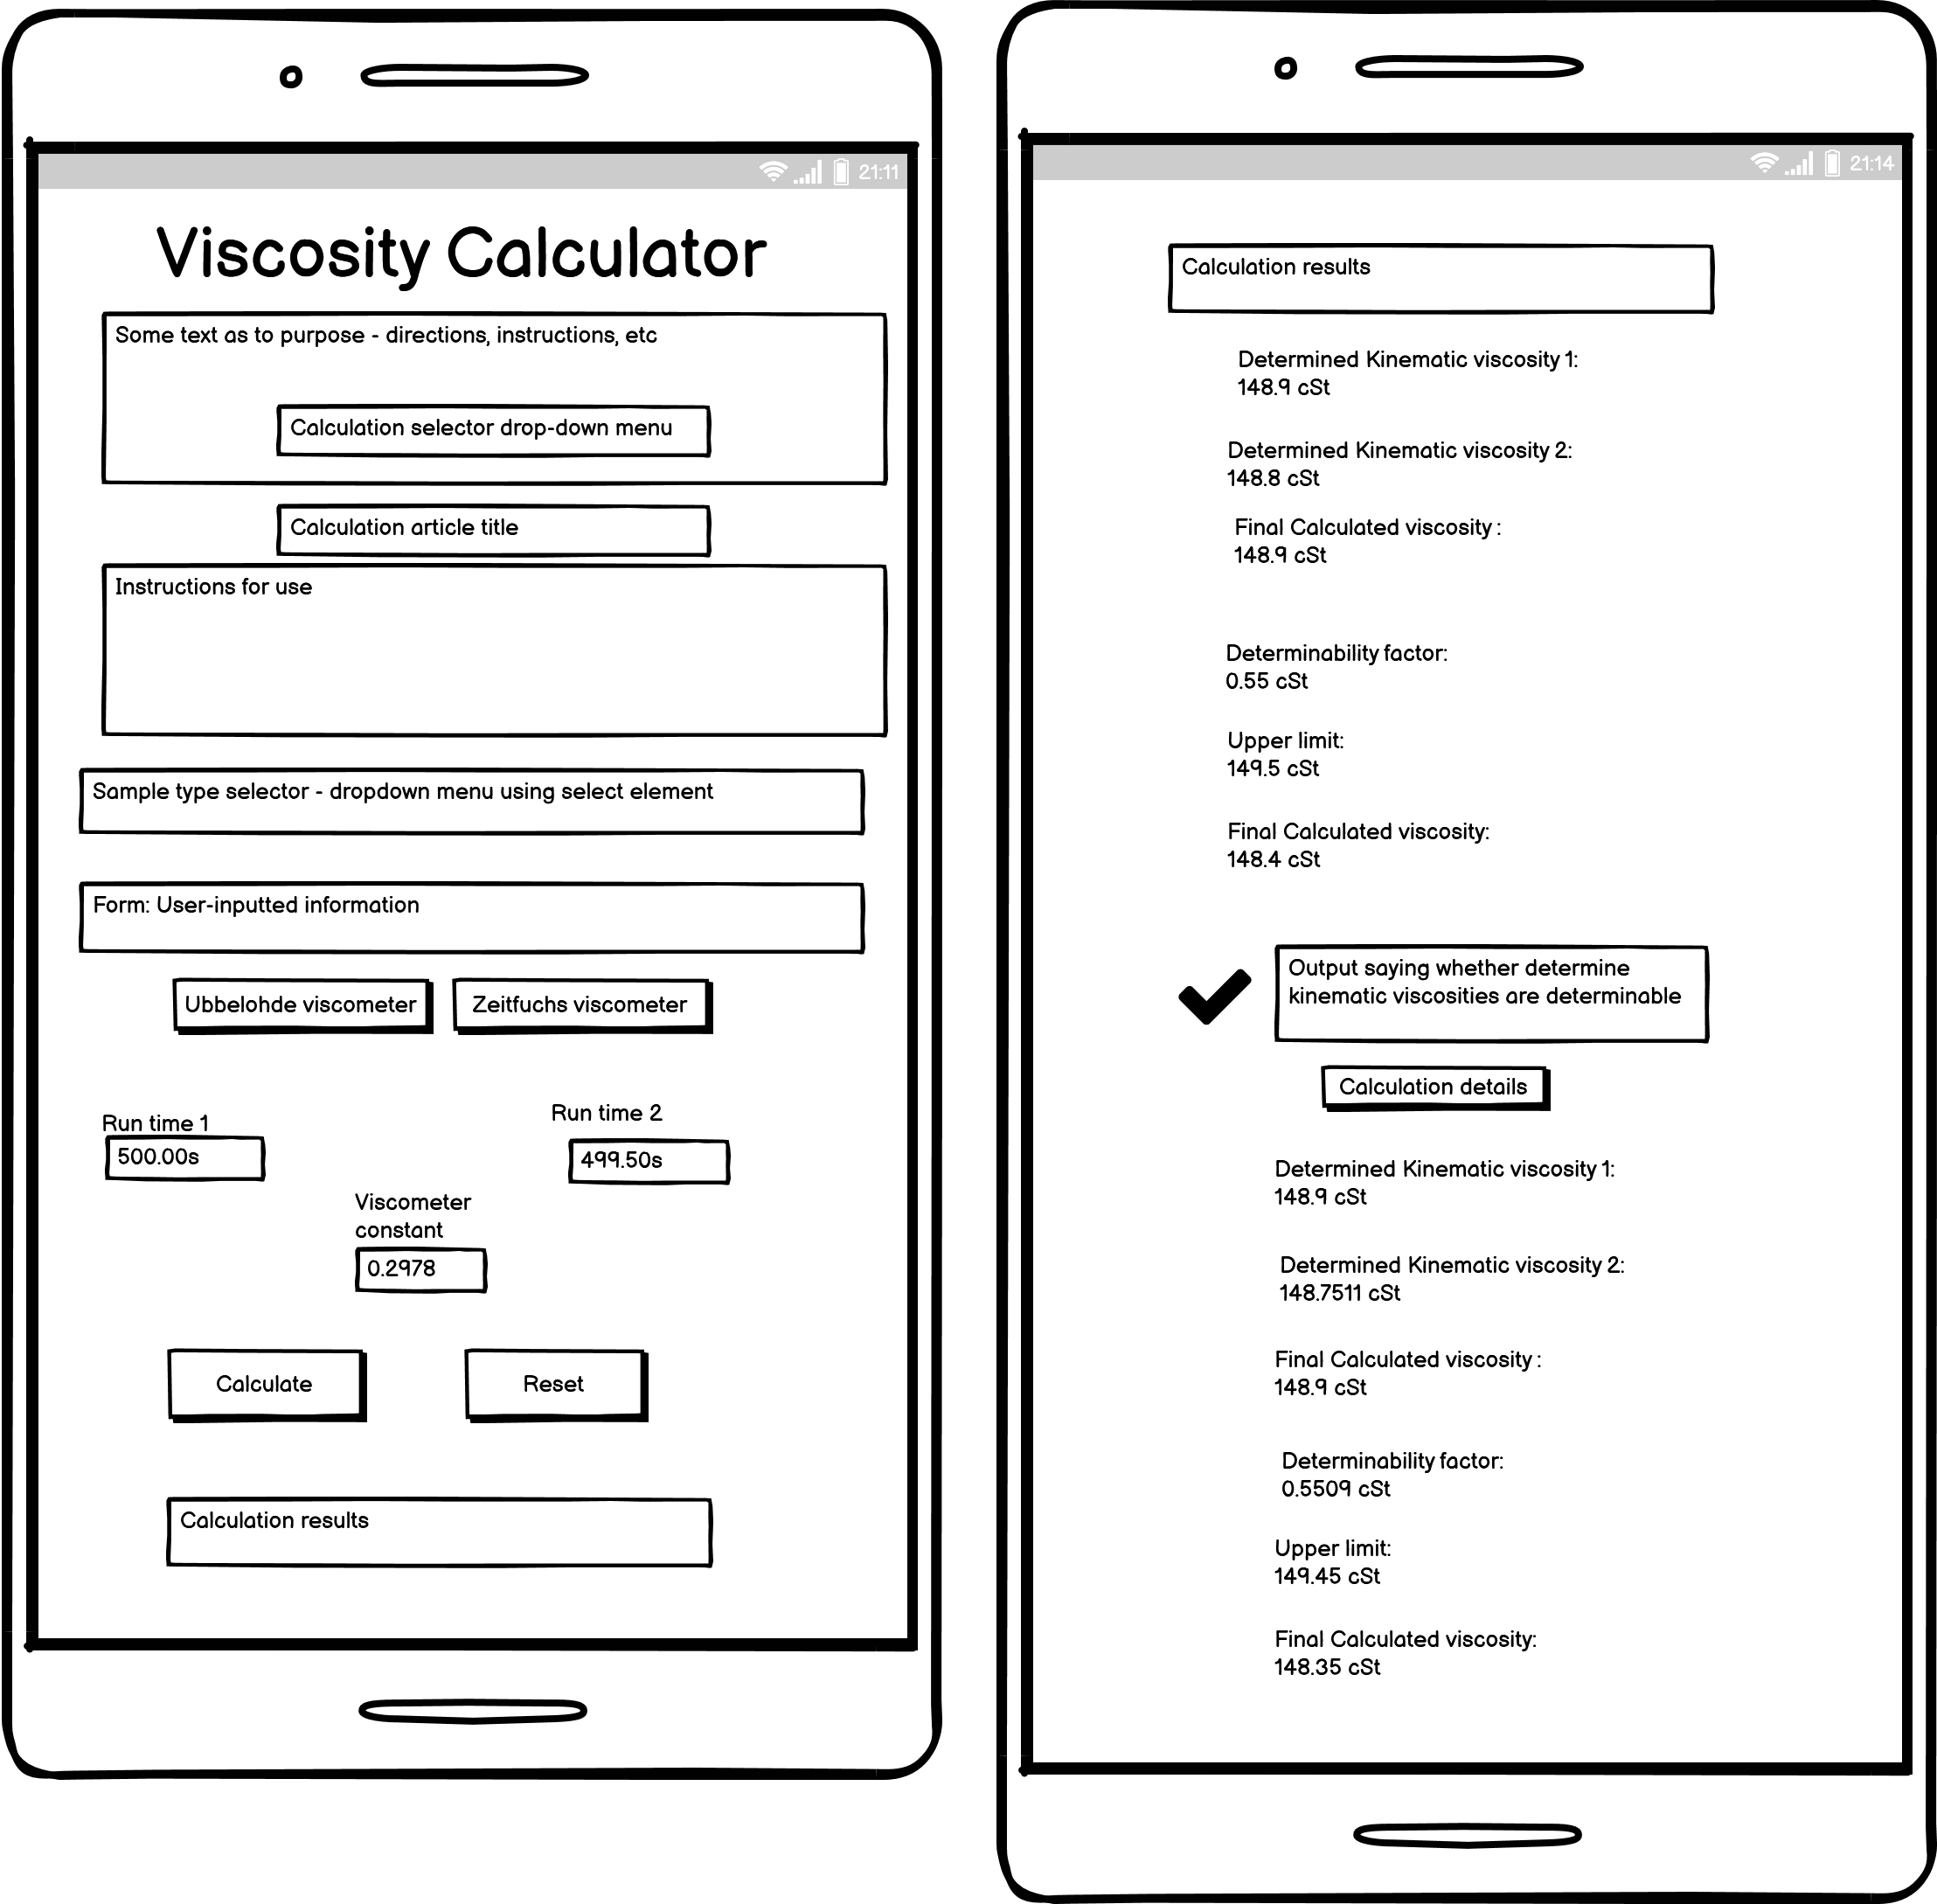 21:11
Viscosity Calculator
Some text as to purpose - directions, instructions, etc
Calculation selector drop-down menu
Calculation article title
Instructions for use
Sample type selector - dropdown menu using select element
Form: User-inputted information
Ubbelohde viscometer
Zeitfuchs viscometer
Run time 1
500.00s
Run time 2
499.50s
Viscometer
constant
0.2978
Calculate
Reset
Calculation results
21:14
Calculation results
Determined Kinematic viscosity 1:
148.9 cSt
Determined Kinematic viscosity 2:
148.8 cSt
Final Calculated viscosity :
148.9 cSt
Determinability factor:
0.55 cSt
Upper limit:
149.5 cSt
Final Calculated viscosity:
148.4 cSt
Output saying whether determine
kinematic viscosities are determinable
Calculation details
Determined Kinematic viscosity 1:
148.9 cSt
Determined Kinematic viscosity 2:
148.7511 cSt
Final Calculated viscosity :
148.9 cSt
Determinability factor:
0.5509 cSt
Upper limit:
149.45 cSt
Final Calculated viscosity:
148.35 cSt